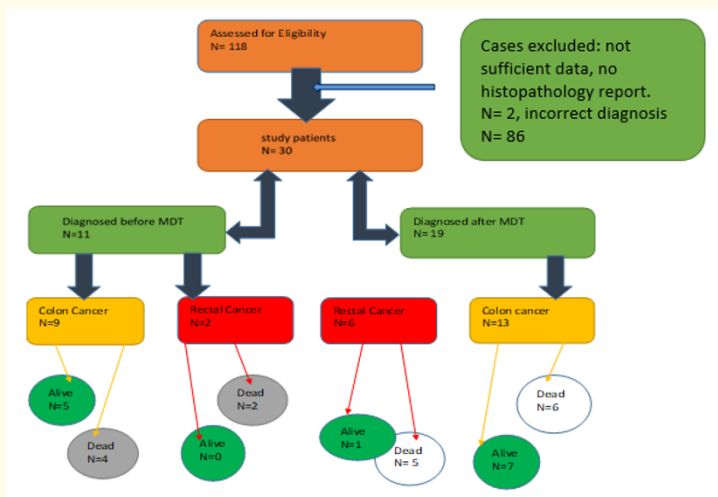 Assessed for Eligibility
N= 118
Cases excluded: not
sufficient data, no
histopathology report.
N= 2, incorrect diagnosis
N= 86
study patients
N= 30
Diagnosed before MDT
N=11
Diagnosed after MDT
N= 19
Colon Cancer
N=9
Rectal Cancer
N=2
Rectal Cancer
N=6
Colon cancer
N=13
Alive
N=5
Dead
N=4
Dead
N=2
Alive
N=0
Alive
N=1
Dead
N= 5
Dead
N=6
Alive
N=7